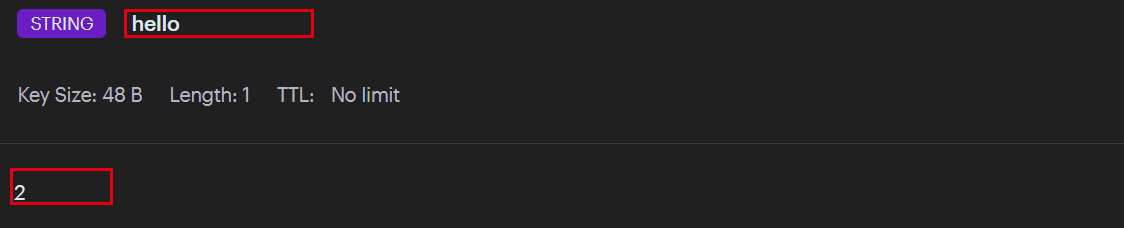 STRING hello
Key Size: 48 B Length: 1 TTL: No limit
2